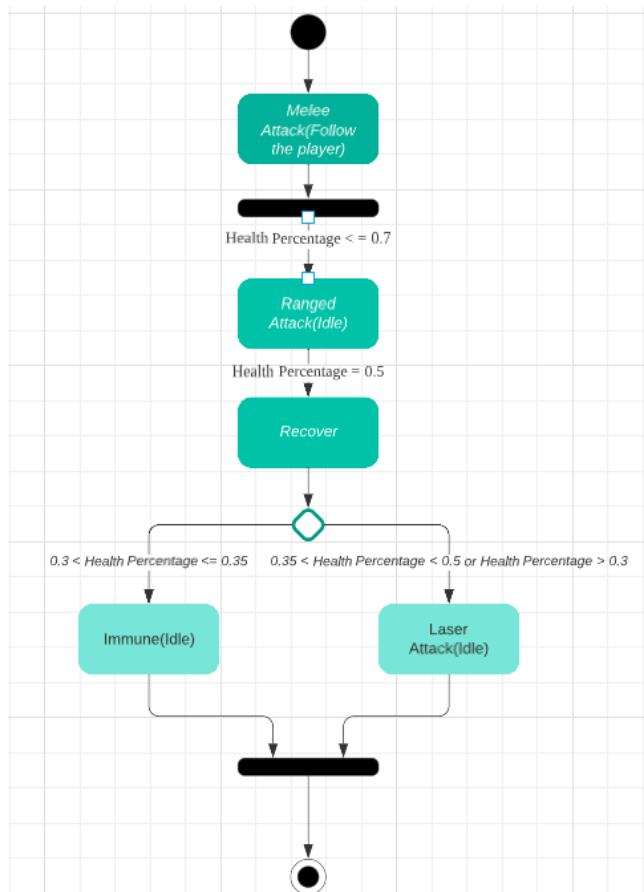 Melee
Attack(Follow
the player)
Health Percentage < = 0.7
Ranged
Attack(Idle)
Health Percentage = 0.5
Recover
0.3 < Health Percentage <= 0.35
0.35 < Health Percentage < 0.5 or Health Percentage > 0.3
Immune(Idle)
Laser
Attack(Idle)